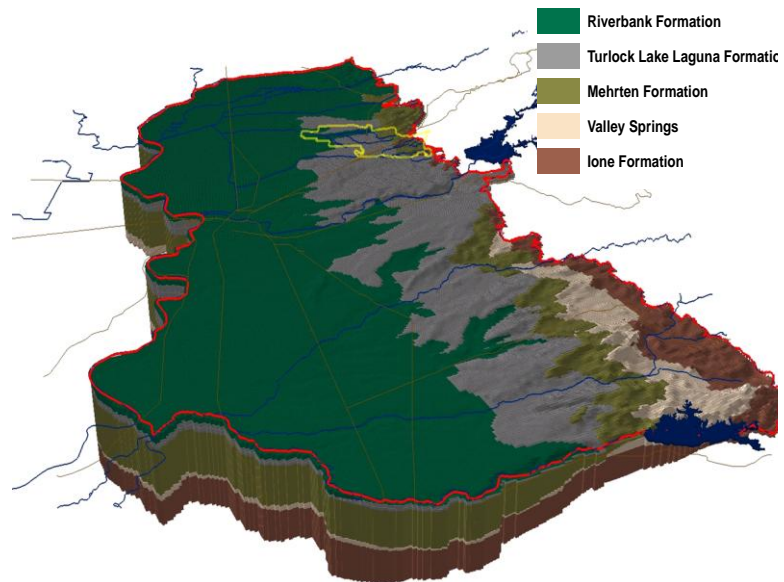 Riverbank Formation
Turlock Lake Laguna Formatio
Mehrten Formation
Valley Springs
Ione Formation